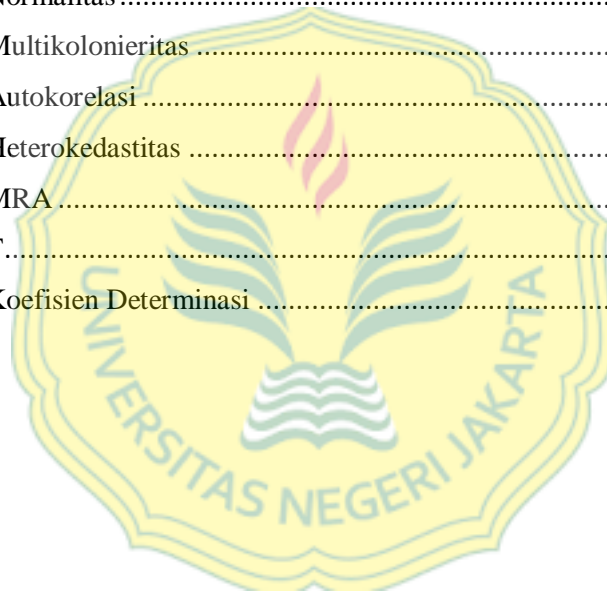 Normalitas
Multikolonieritas
Autokorelasi
Heterokedastitas
MRA
Koefisien Determinasi
UNIVERSITAS NEGERI JAKARTA